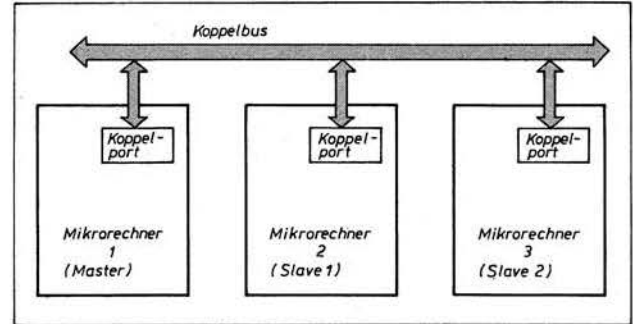 Koppelbus
Koppel-
port
Koppel-
port
Koppel-
port
Mikrorechner
1
(Master)
Mikrorechner
2
(Slave 1)
Mikrorechner
3
(Slave 2)